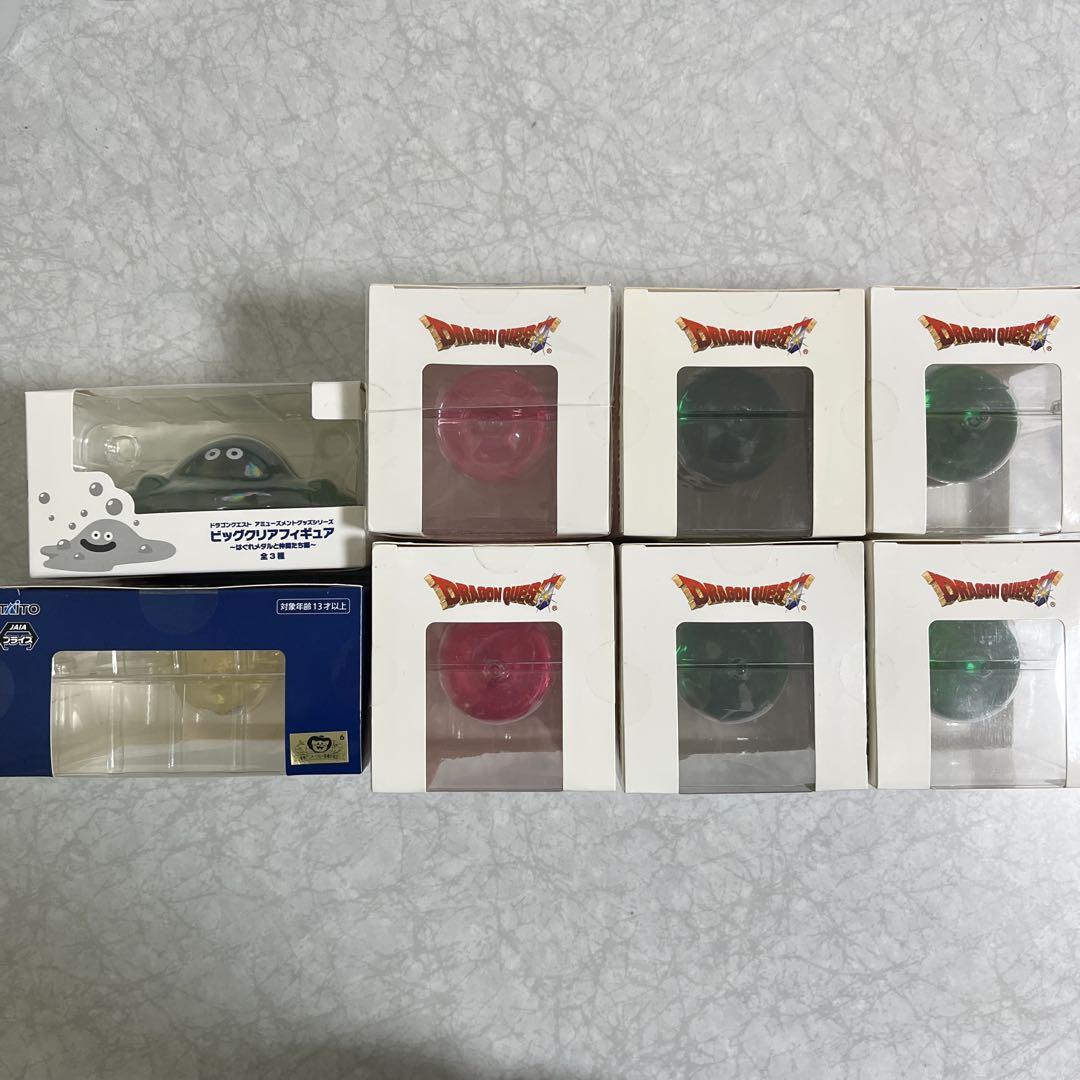 ドラゴンクエスト アミューズメントグッズシリーズ
ビッグクリアフィギュア
〜はぐれメタルと仲間たち編〜
全3種
TAITO
JAIA
プライズ
対象年齢13才以上
6
DRAGON QUEST
DRAGON QUEST
DRAGON QUEST
DRAGON QUEST
DRAGON QUEST
DRAGON QUEST